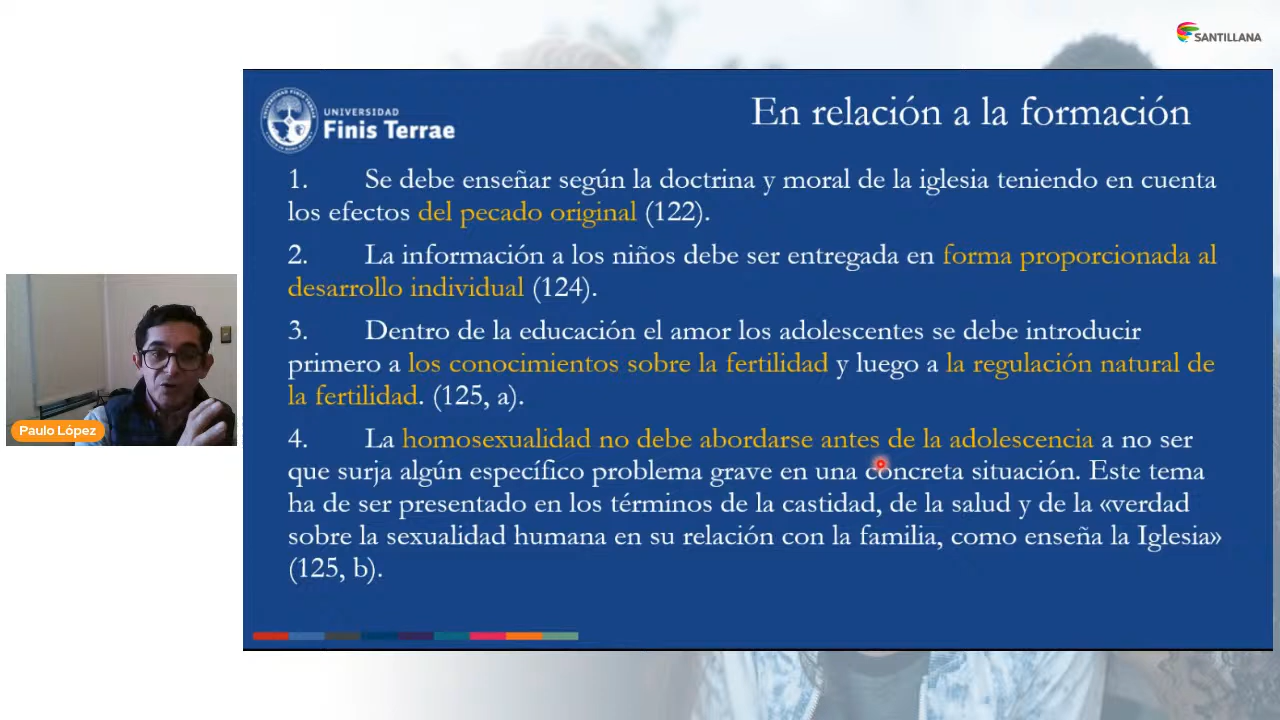 SANTILLANA
UNIVERSIDAD
Finis Terrae
En relación a la formación
1. Se debe enseñar según la doctrina y moral de la iglesia teniendo en cuenta
los efectos del pecado original (122).
2. La información a los niños debe ser entregada en forma proporcionada al
desarrollo individual (124).
3. Dentro de la educación el amor los adolescentes se debe introducir
primero a los conocimientos sobre la fertilidad y luego a la regulación natural de
la fertilidad. (125, a).
4. La homosexualidad no debe abordarse antes de la adolescencia a no ser
que surja algún específico problema grave en una concreta situación. Este tema
ha de ser presentado en los términos de la castidad, de la salud y de la «verdad
sobre la sexualidad humana en su relación con la familia, como enseña la Iglesia»
(125, b).
Paulo López